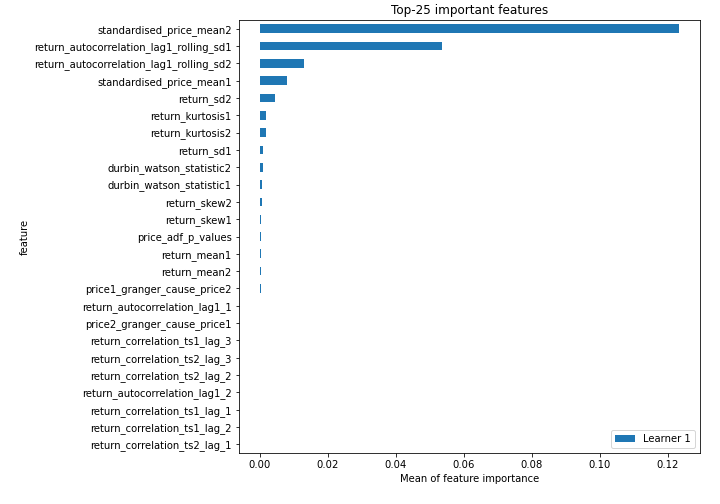 Top-25 important features
standardised_price_mean2
return_autocorrelation_lag1_rolling_sd1
return_autocorrelation_lag1_rolling_sd2
standardised_price_mean1
return_sd2
return_kurtosis1
return_kurtosis2
return_sd1
durbin_watson_statistic2
durbin_watson_statistic1
return_skew2
return_skew1
price_adf_p_values
return_mean1
return_mean2
price1_granger_cause_price2
return_autocorrelation_lag1_1
price2_granger_cause_price1
return_correlation_ts1_lag_3
return_correlation_ts2_lag_3
return_correlation_ts2_lag_2
return_autocorrelation_lag1_2
return_correlation_ts1_lag_1
return_correlation_ts1_lag_2
return_correlation_ts2_lag_1
feature
Learner 1
0.00 0.02 0.04 0.06 0.08 0.10 0.12
Mean of feature importance